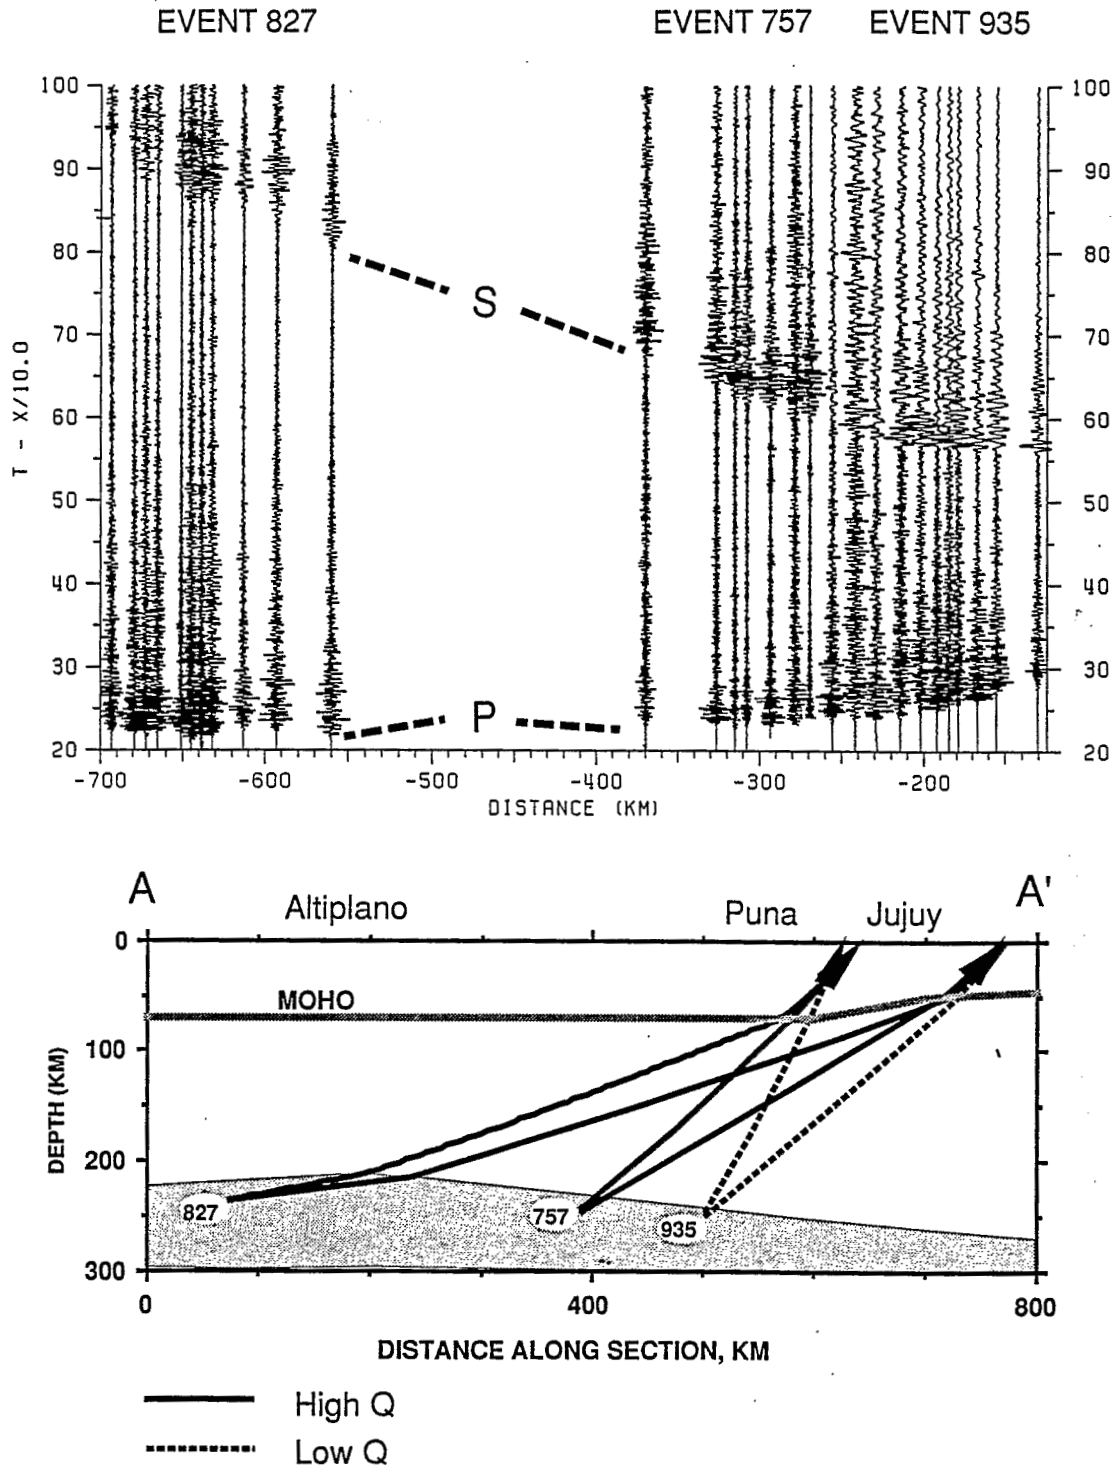 EVENT 827 EVENT 757 EVENT 935
100 100
90 90
80 80
S
70 70
T - X/10.0
60 60
50 50
40 40
30 30
P
20 20
-700 -600 -500 -400 -300 -200
DISTANCE (KM)
A A'
Altiplano Puna Jujuy
0
MOHO
100
DEPTH (KM)
200
827 757 935
300
0 400 800
DISTANCE ALONG SECTION, KM
High Q
Low Q